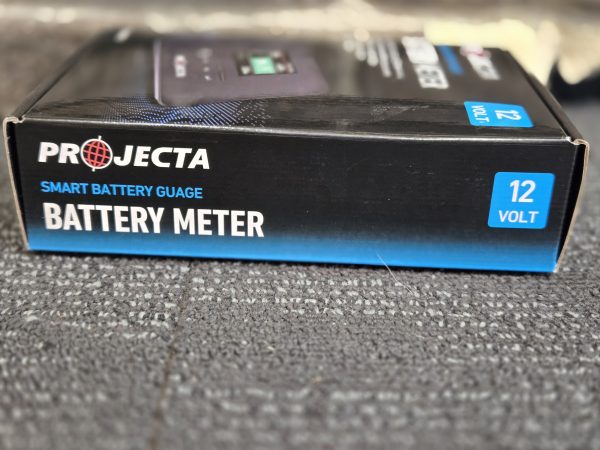 PROJECTA
SMART BATTERY GUAGE
BATTERY METER
12
VOLT
12
VOLT